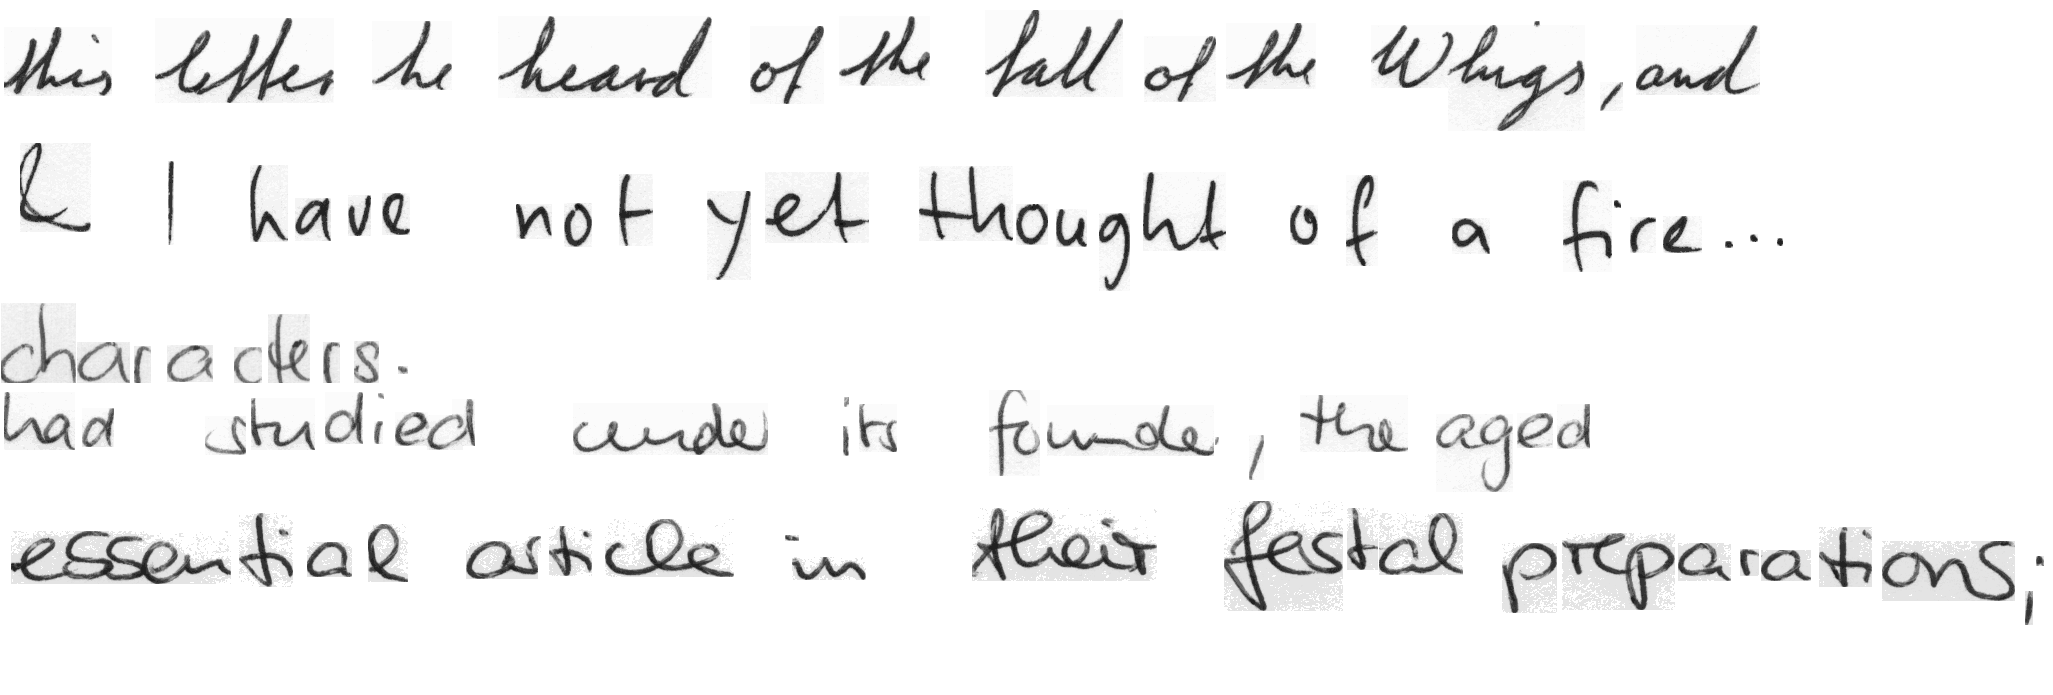 this letter he heard of the fall of the Whigs, and
& I have not yet thought of a fire...
characters.
had studied under its founder, the aged
essential article in their festal preparations;